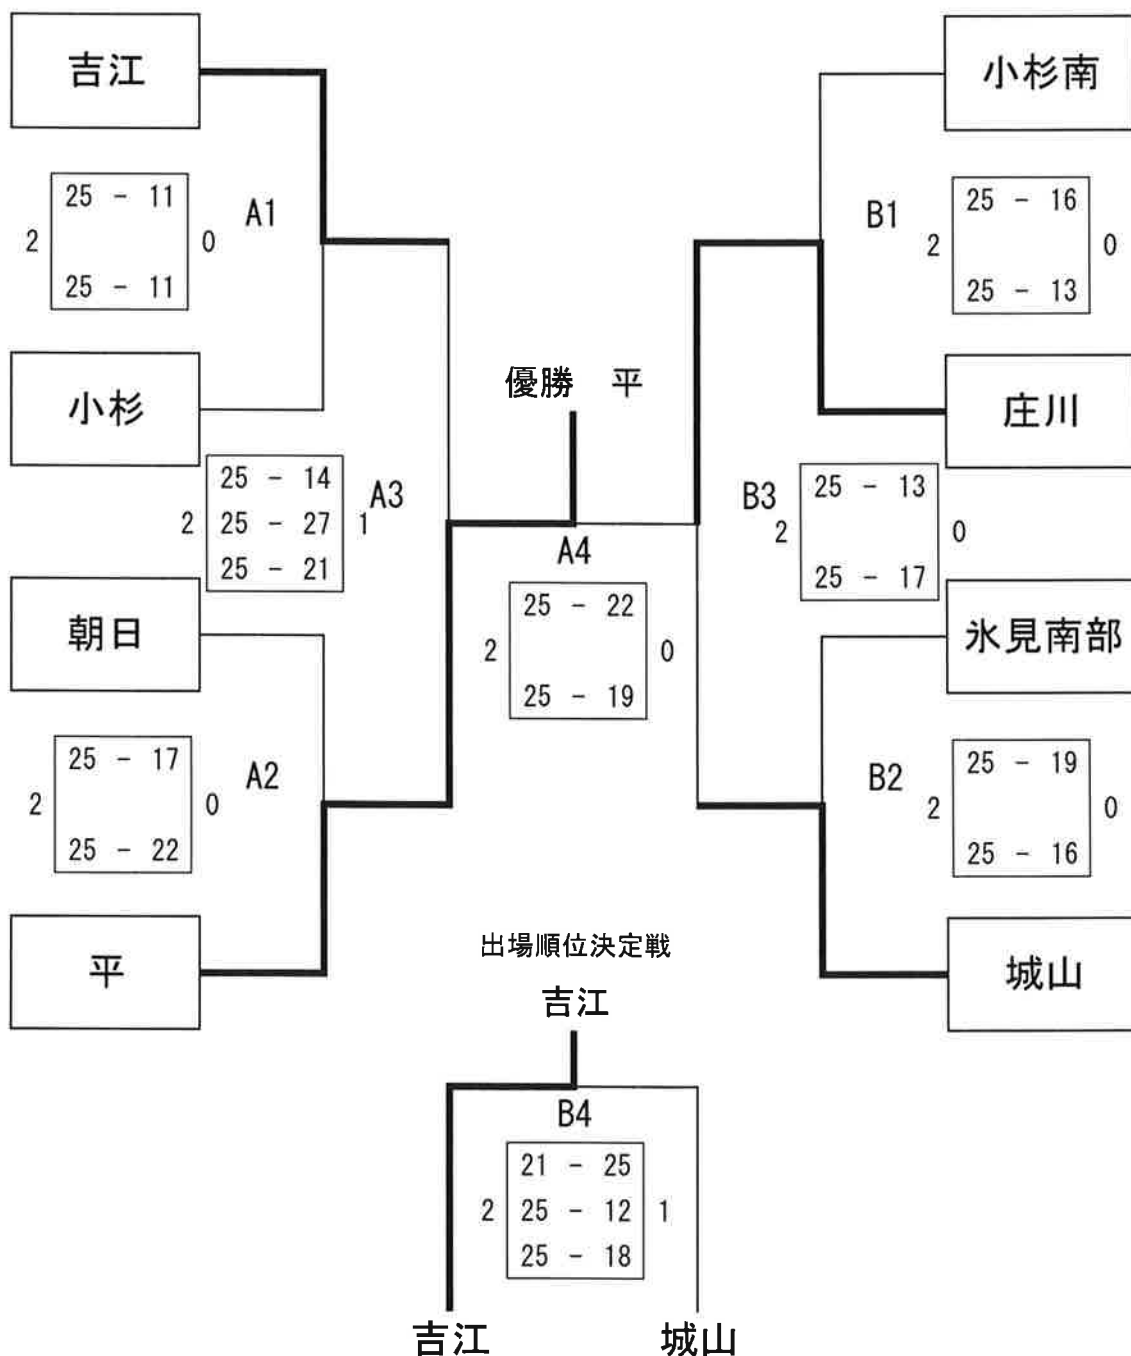 吉江
小杉南
25 - 11
2 0
25 - 11
A1
B1
25 - 16
2 0
25 - 13
小杉
優勝 平
庄川
25 - 14
2 25 - 27 1
25 - 21
A3
B3
25 - 13
2 0
25 - 17
A4
25 - 22
2 0
25 - 19
朝日
氷見南部
25 - 17
2 0
25 - 22
A2
B2
25 - 19
2 0
25 - 16
平
城山
出場順位決定戦
吉江
B4
21 - 25
2 25 - 12 1
25 - 18
吉江 城山